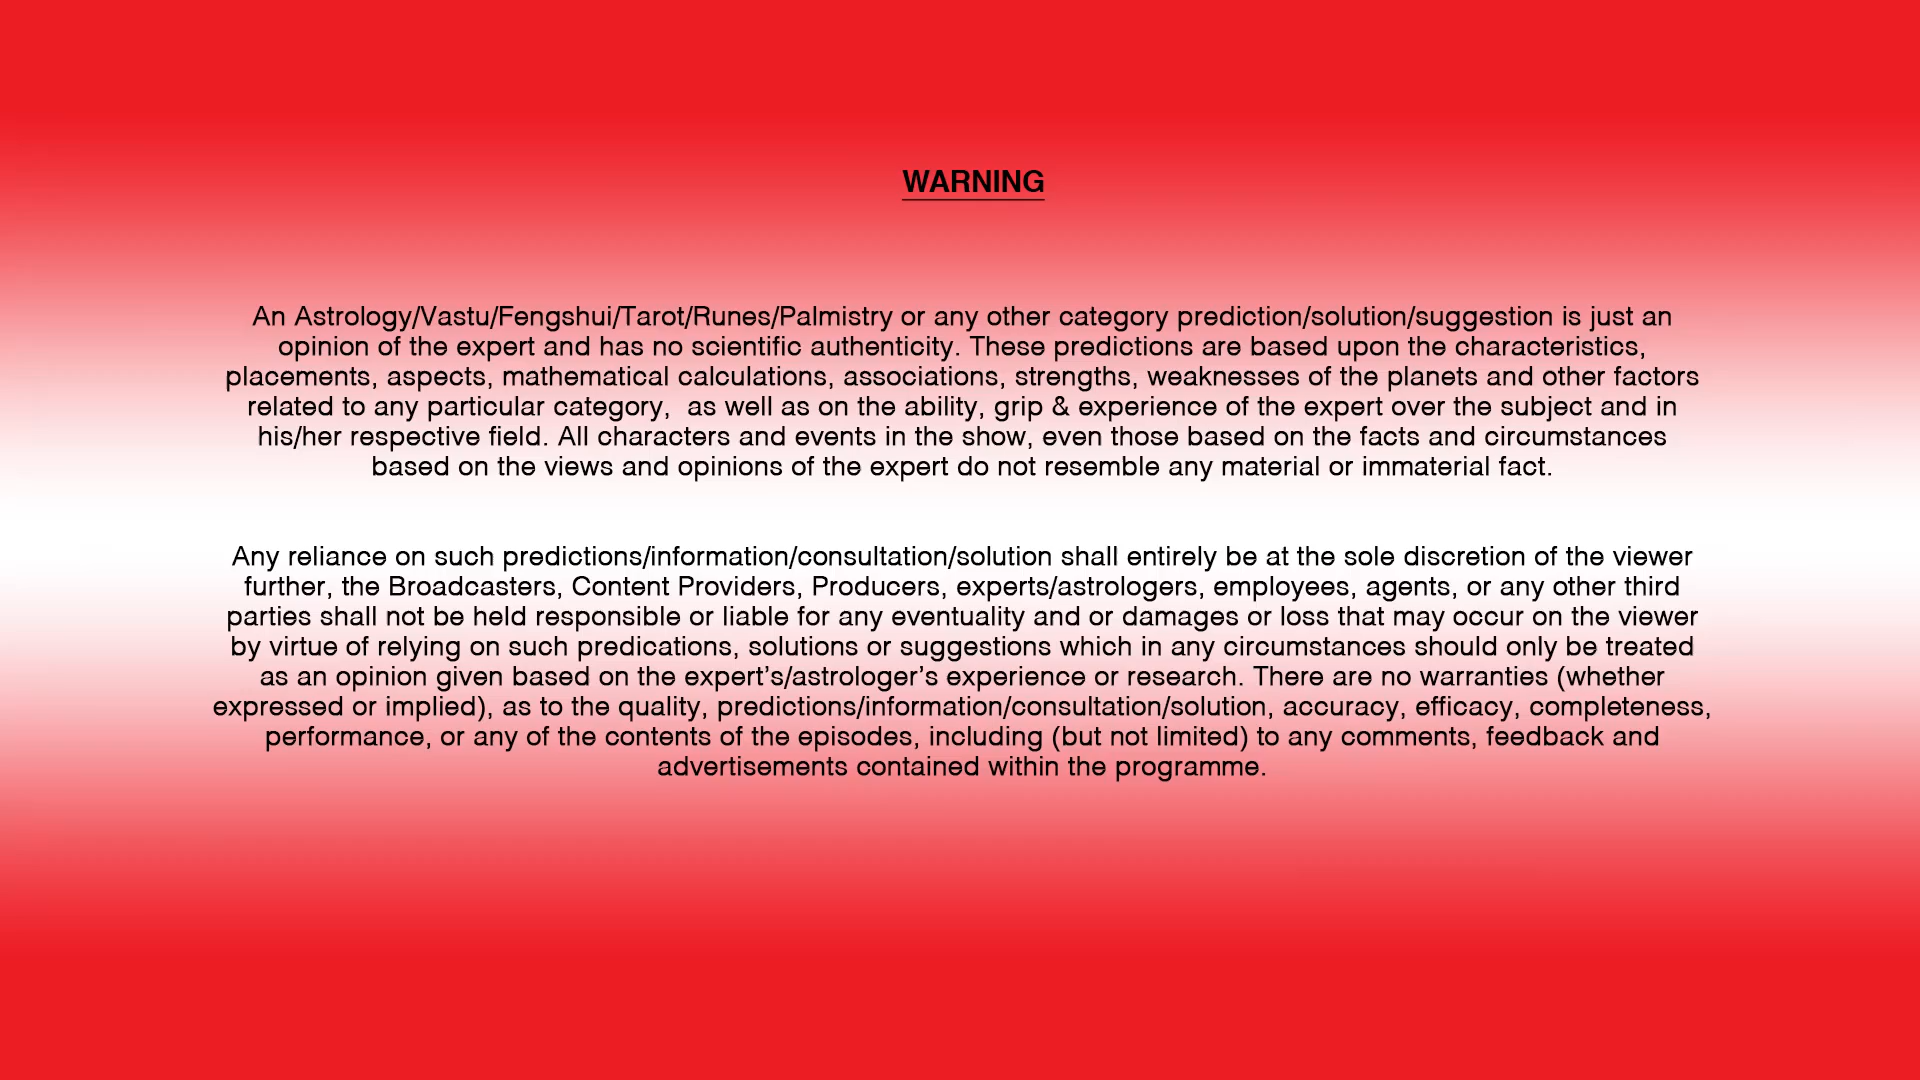 WARNING
An Astrology/Vastu/Fengshui/Tarot/Runes/Palmistry or any other category prediction/solution/suggestion is just an
opinion of the expert and has no scientific authenticity. These predictions are based upon the characteristics,
placements, aspects, mathematical calculations, associations, strengths, weaknesses of the planets and other factors
related to any particular category,  as well as on the ability, grip & experience of the expert over the subject and in
his/her respective field. All characters and events in the show, even those based on the facts and circumstances
based on the views and opinions of the expert do not resemble any material or immaterial fact.
Any reliance on such predictions/information/consultation/solution shall entirely be at the sole discretion of the viewer
further, the Broadcasters, Content Providers, Producers, experts/astrologers, employees, agents, or any other third
parties shall not be held responsible or liable for any eventuality and or damages or loss that may occur on the viewer
by virtue of relying on such predications, solutions or suggestions which in any circumstances should only be treated
as an opinion given based on the expert’s/astrologer’s experience or research. There are no warranties (whether
expressed or implied), as to the quality, predictions/information/consultation/solution, accuracy, efficacy, completeness,
performance, or any of the contents of the episodes, including (but not limited) to any comments, feedback and
advertisements contained within the programme.